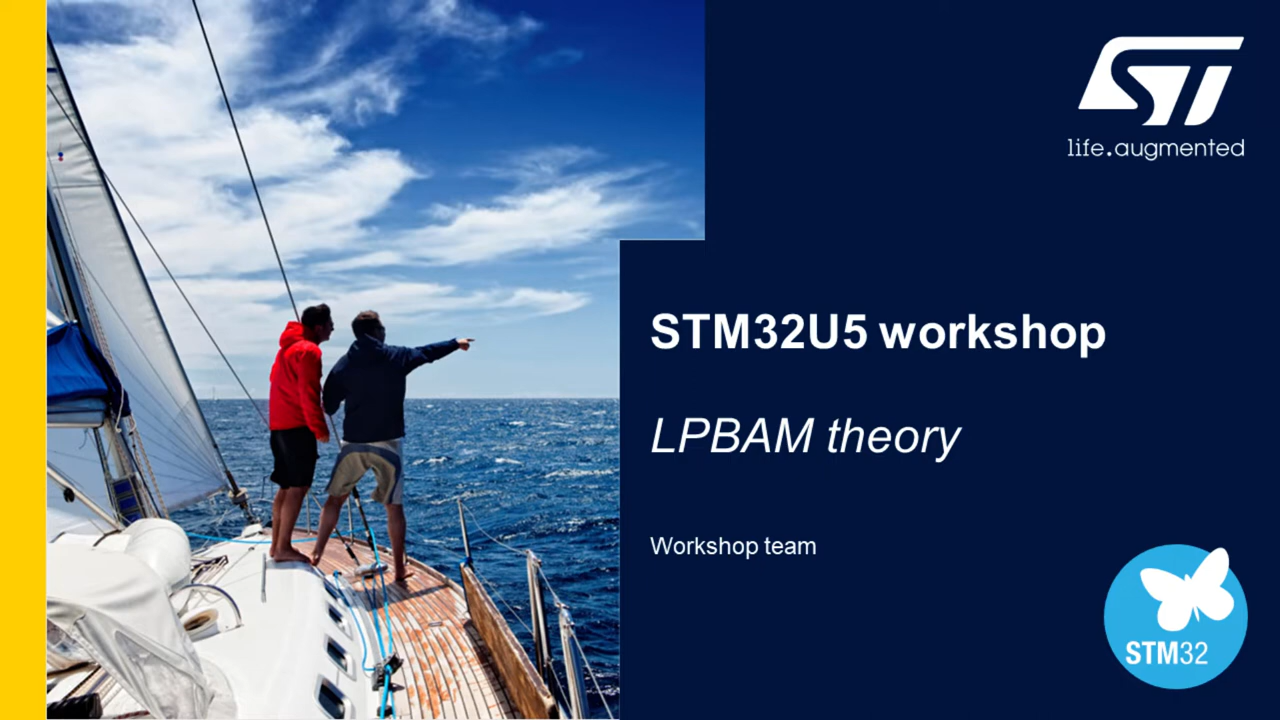 ST
life.augmented
STM32U5 workshop
LPBAM theory
Workshop team
STM32